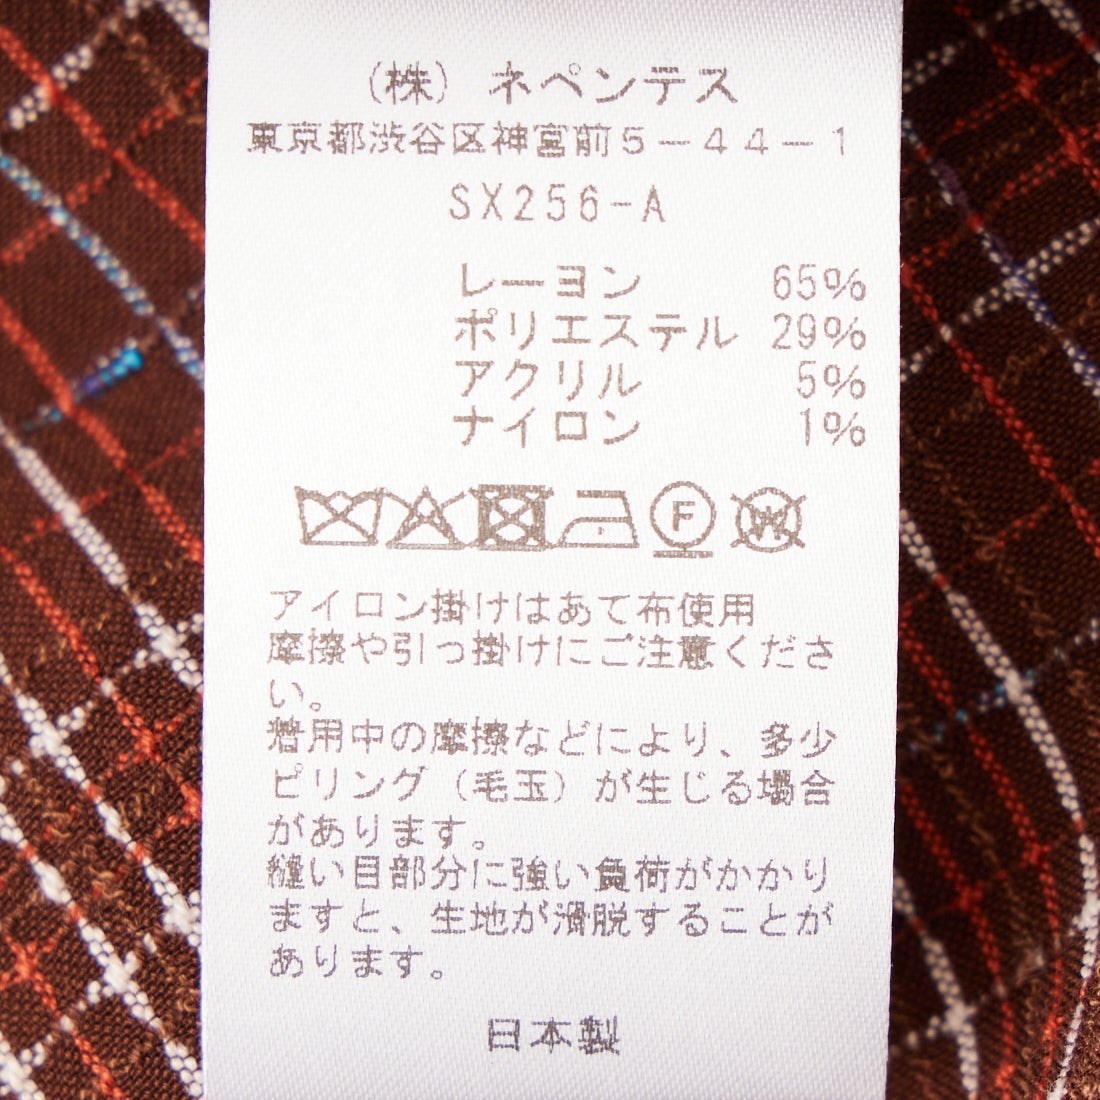 (株) ネペンテス
東京都渋谷区神宮前5-44-1
SX256-A
レーヨン 65%
ポリエステル 29%
アクリル 5%
ナイロン 1%
F W
アイロン掛けはあて布使用
摩擦や引っ掛けにご注意くださ
い。
着用中の摩擦などにより、多少
ピリング（毛玉）が生じる場合
があります。
縫い目部分に強い負荷がかかり
ますと、生地が滑脱することが
あります。
日本製